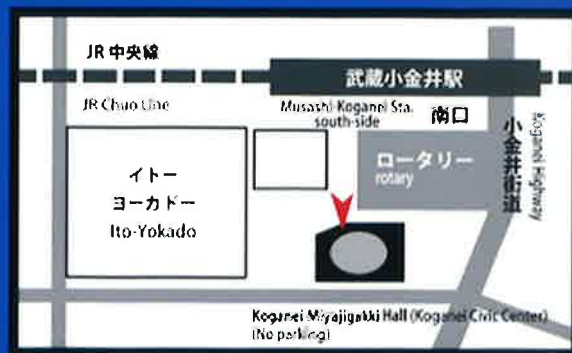 JR 中央線
武蔵小金井駅
JR Chuo Line
Musashi-Koganei Sta.
south-side
南口
小金井街道
Koganei Highway
ロータリー
rotary
イトー
ヨーカドー
Ito-Yokado
Koganei Miyajigakki Hall (Koganei Civic Center)
(No parking)